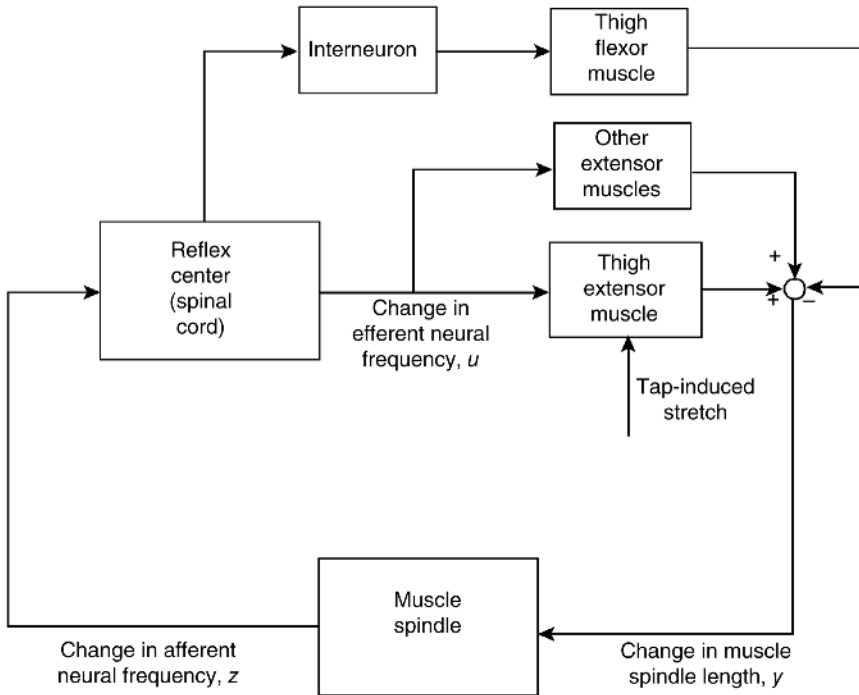 Interneuron
Thigh
flexor
muscle
Other
extensor
muscles
Reflex
center
(spinal
cord)
Thigh
extensor
muscle
+
+
–
Change in
efferent neural
frequency, u
Tap-induced
stretch
Muscle
spindle
Change in afferent
neural frequency, z
Change in muscle
spindle length, y